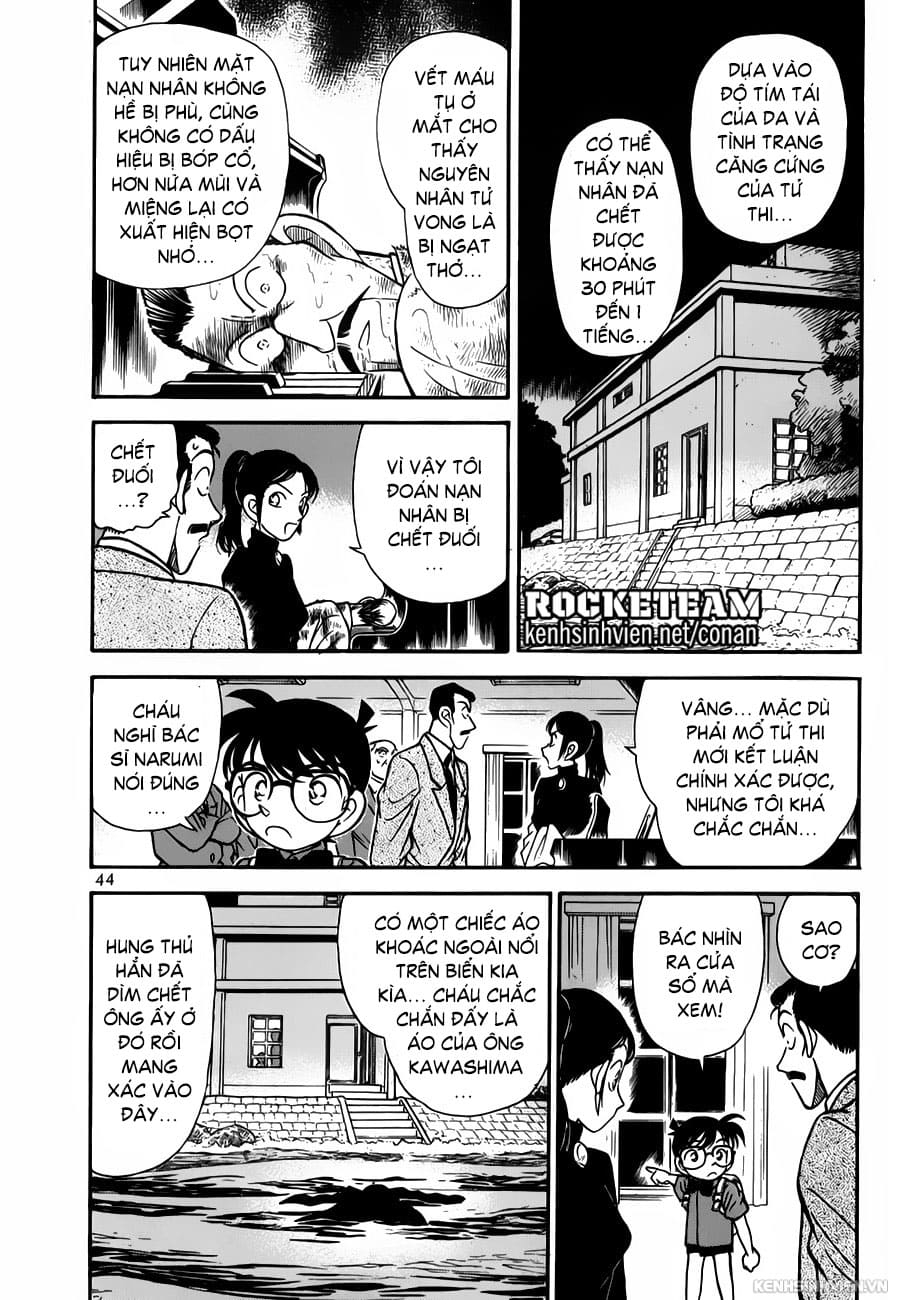 DỰA VÀO
ĐỘ TÍM TÁI
CỦA DA VÀ
TÌNH TRẠNG
CĂNG CỨNG
CỦA TỬ
THI...
CÓ THỂ
THẤY NẠN
NHÂN ĐÃ
CHẾT
ĐƯỢC
KHOẢNG
30 PHÚT
ĐẾN 1
TIẾNG...
VẾT MÁU
TỤ Ở
MẮT CHO
THẤY
NGUYÊN
NHÂN TỬ
VONG LÀ
BỊ NGẠT
THỞ...
TUY NHIÊN MẶT
NẠN NHÂN KHÔNG
HỀ BỊ PHÙ, CŨNG
KHÔNG CÓ DẤU
HIỆU BỊ BÓP CỔ,
HƠN NỮA MŨI VÀ
MIỆNG LẠI CÓ
XUẤT HIỆN BỌT
NHỎ...
ROCKETEAM
kenhsinhvien.net/conan
VÌ VẬY TÔI
ĐOÁN NẠN
NHÂN BỊ
CHẾT ĐUỐI
...
CHẾT
ĐUỐI
...?
VÂNG... MẶC DÙ
PHẢI MỔ TỬ THI
MỚI KẾT LUẬN
CHÍNH XÁC ĐƯỢC,
NHƯNG TÔI KHÁ
CHẮC CHẮN...
CHÁU
NGHĨ BÁC
SĨ NARUMI
NÓI ĐÚNG
...
44
SAO
CƠ?
BÁC NHÌN
RA CỬA
SỔ MÀ
XEM!
CÓ MỘT CHIẾC ÁO
KHOÁC NGOÀI NỔI
TRÊN BIỂN KIA
KÌA... CHÁU CHẮC
CHẮN ĐẤY LÀ
ÁO CỦA ÔNG
KAWASHIMA
...
HUNG THỦ
HẲN ĐÃ
DÌM CHẾT
ÔNG ẤY Ở
ĐÓ RỒI
MANG
XÁC VÀO
ĐÂY...
KENHSINHVIEN.VN